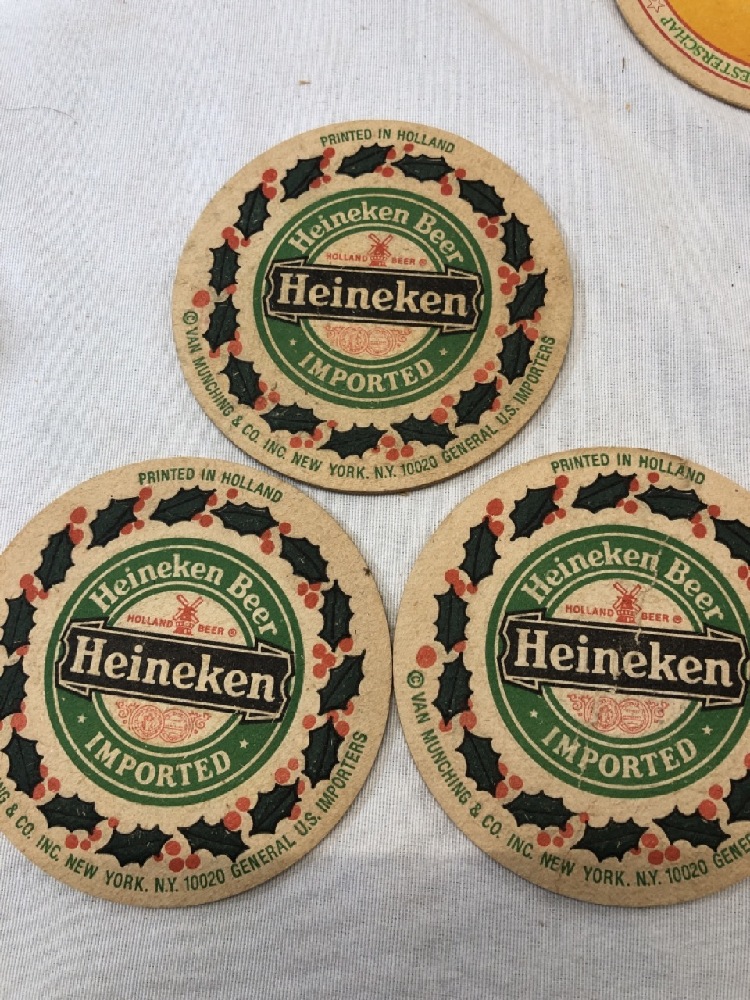 ESTERSCHAP
PRINTED IN HOLLAND
Heineken Beer
HOLLAND BEER ®
Heineken
IMPORTED
© VAN MUNCHING & CO. INC. NEW YORK. N.Y. 10020 GENERAL U.S. IMPORTERS
PRINTED IN HOLLAND
Heineken Beer
HOLLAND BEER ®
Heineken
IMPORTED
NG & CO. INC. NEW YORK. N.Y. 10020 GENERAL U.S. IMPORTERS
PRINTED IN HOLLAND
Heineken Beer
HOLLAND BEER ®
Heineken
IMPORTED
© VAN MUNCHING & CO. INC. NEW YORK. N.Y. 10020 GENE